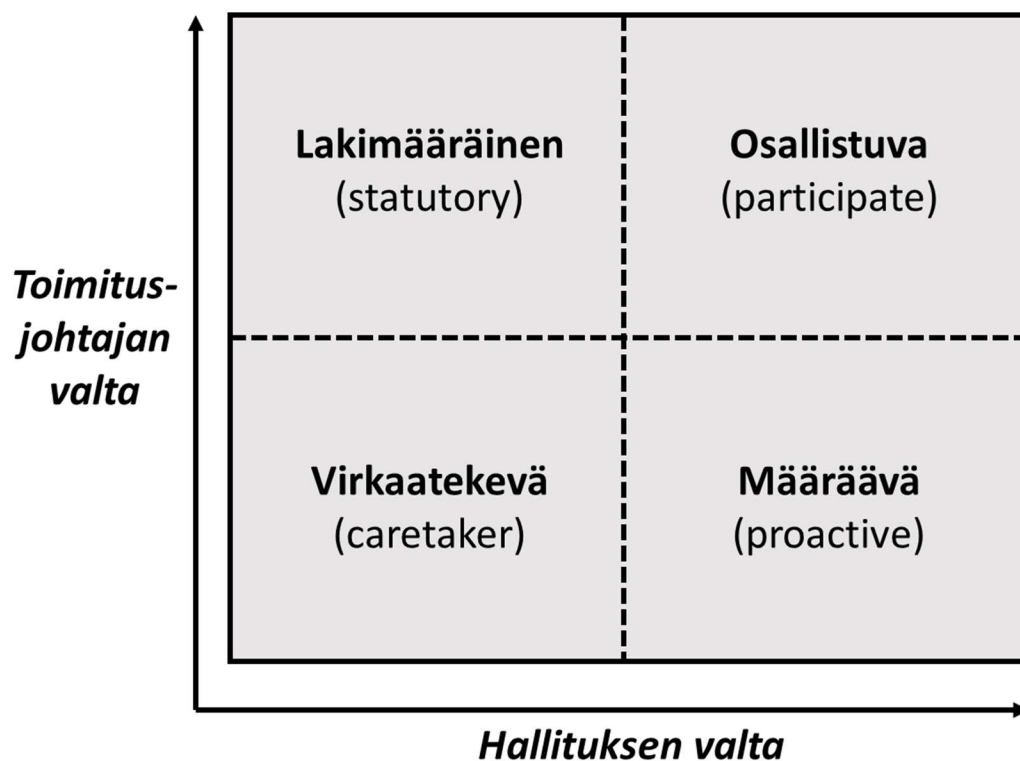 Lakimääräinen
(statutory)
Osallistuva
(participate)
Toimitus-
johtajan
valta
Virkaatekevä
(caretaker)
Määräävä
(proactive)
Hallituksen valta